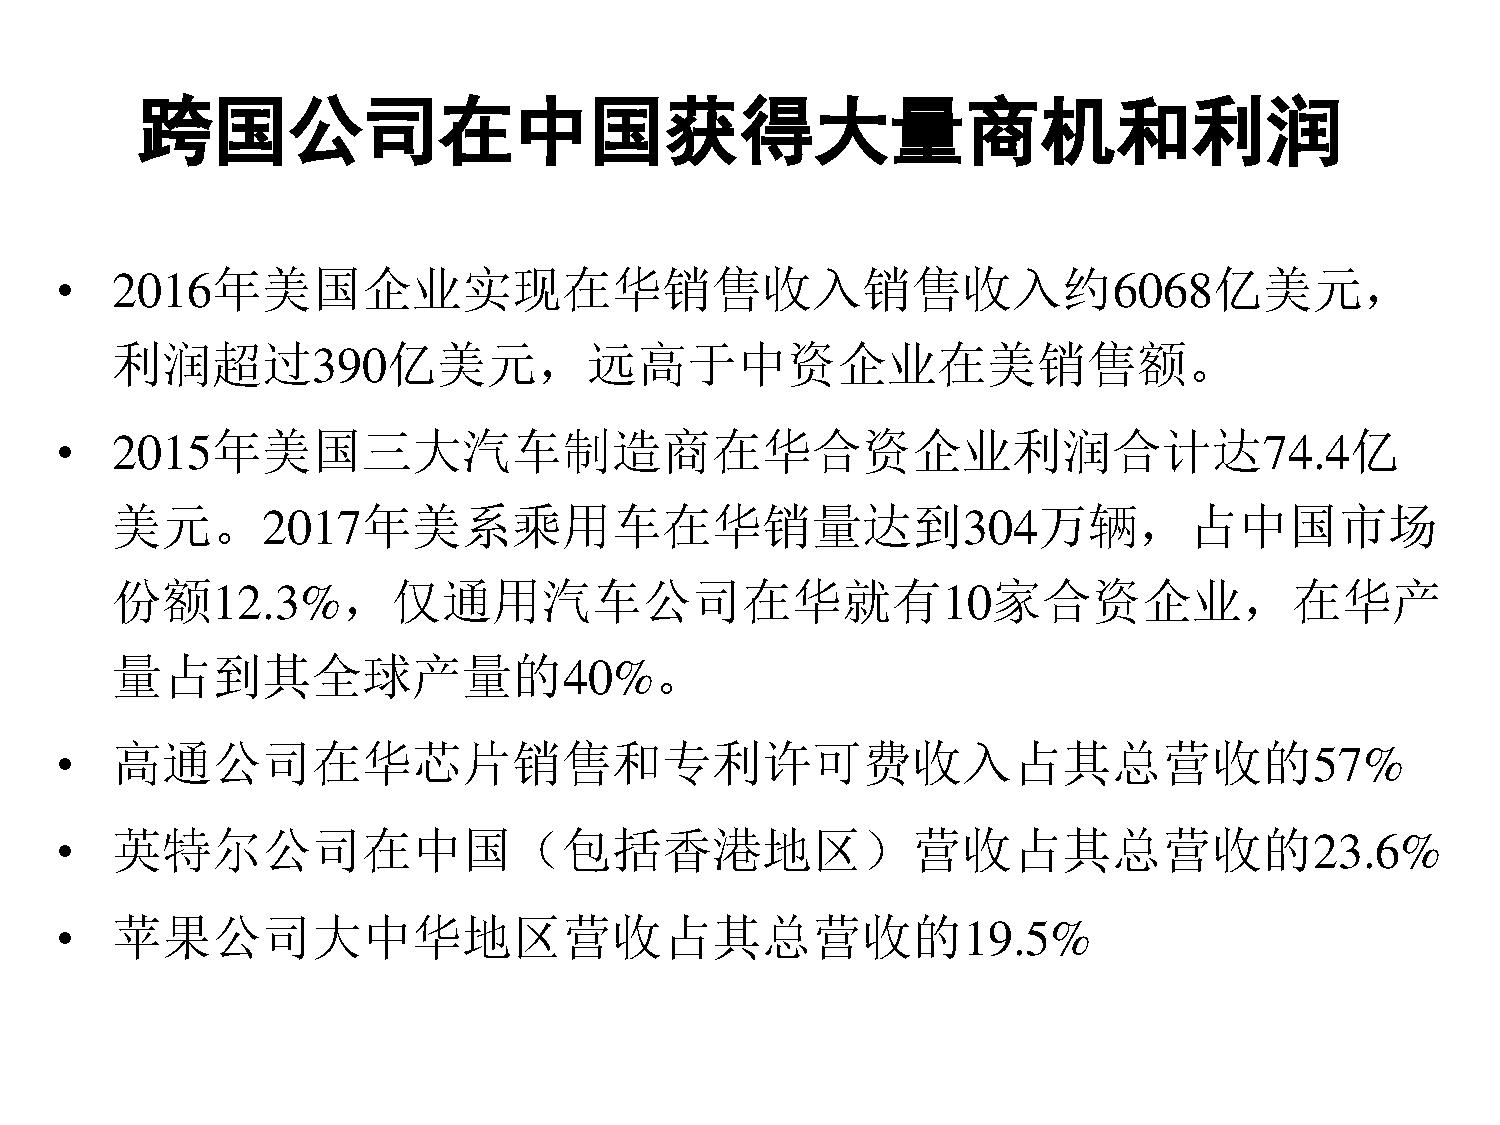 跨国公司在中国获得大量商机和利润
• 2016年美国企业实现在华销售收入销售收入约6068亿美元，
利润超过390亿美元，远高于中资企业在美销售额。
• 2015年美国三大汽车制造商在华合资企业利润合计达74.4亿
美元。2017年美系乘用车在华销量达到304万辆，占中国市场
份额12.3%，仅通用汽车公司在华就有10家合资企业，在华产
量占到其全球产量的40%。
• 高通公司在华芯片销售和专利许可费收入占其总营收的57%
• 英特尔公司在中国（包括香港地区）营收占其总营收的23.6%
• 苹果公司大中华地区营收占其总营收的19.5%